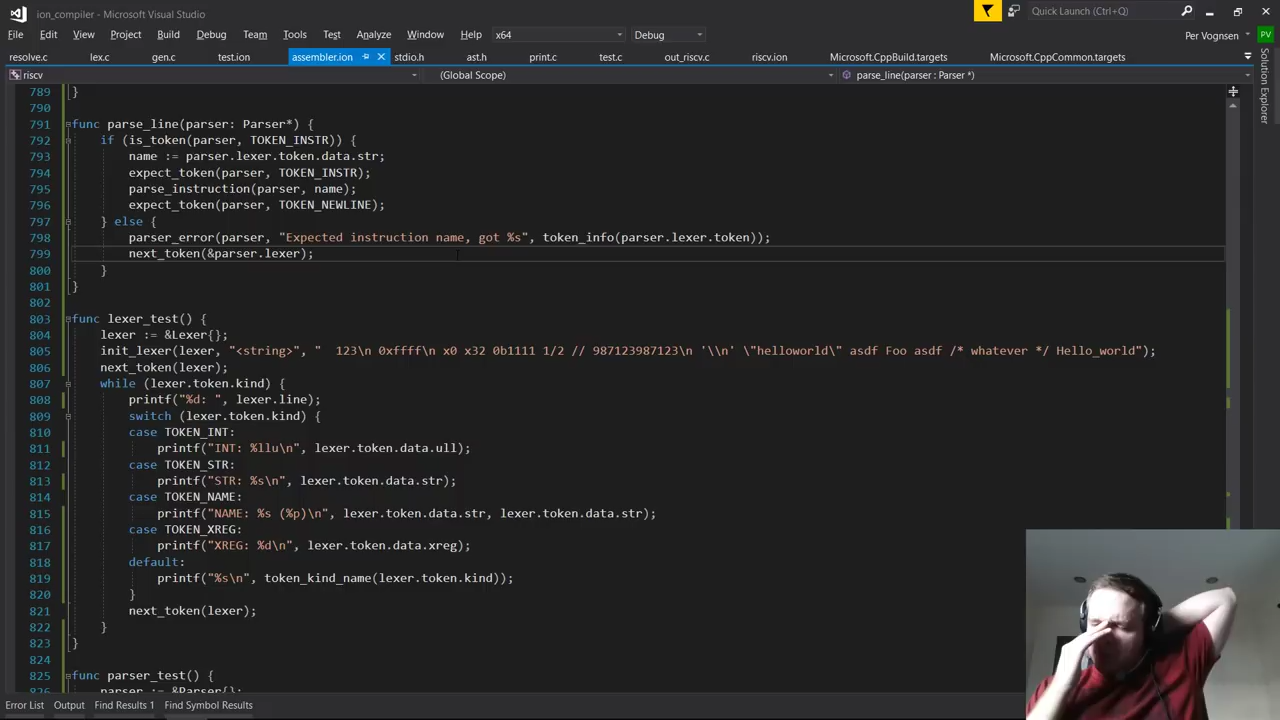 ion_compiler - Microsoft Visual Studio
Quick Launch (Ctrl+Q)
File Edit View Project Build Debug Team Tools Test Analyze Window Help x64 Debug
Per Vognsen PV
resolve.c lex.c gen.c test.ion assembler.ion stdio.h ast.h print.c test.c out_riscv.c riscv.ion Microsoft.CppBuild.targets Microsoft.CppCommon.targets
Solution Explorer
riscv (Global Scope) parse_line(parser : Parser *)
789 }
790
791 func parse_line(parser: Parser*) {
792 if (is_token(parser, TOKEN_INSTR)) {
793 name := parser.lexer.token.data.str;
794 expect_token(parser, TOKEN_INSTR);
795 parse_instruction(parser, name);
796 expect_token(parser, TOKEN_NEWLINE);
797 } else {
798 parser_error(parser, "Expected instruction name, got %s", token_info(parser.lexer.token));
799 next_token(&parser.lexer);
800 }
801 }
802
803 func lexer_test() {
804 lexer := &Lexer{};
805 init_lexer(lexer, "<string>", "  123\n 0xffff\n x0 x32 0b1111 1/2 // 987123987123\n '\\n' \"helloworld\" asdf Foo asdf /* whatever */ Hello_world");
806 next_token(lexer);
807 while (lexer.token.kind) {
808 printf("%d: ", lexer.line);
809 switch (lexer.token.kind) {
810 case TOKEN_INT:
811 printf("INT: %llu\n", lexer.token.data.ull);
812 case TOKEN_STR:
813 printf("STR: %s\n", lexer.token.data.str);
814 case TOKEN_NAME:
815 printf("NAME: %s (%p)\n", lexer.token.data.str, lexer.token.data.str);
816 case TOKEN_XREG:
817 printf("XREG: %d\n", lexer.token.data.xreg);
818 default:
819 printf("%s\n", token_kind_name(lexer.token.kind));
820 }
821 next_token(lexer);
822 }
823 }
824
825 func parser_test() {
826 parser := &Parser{};
Error List Output Find Results 1 Find Symbol Results